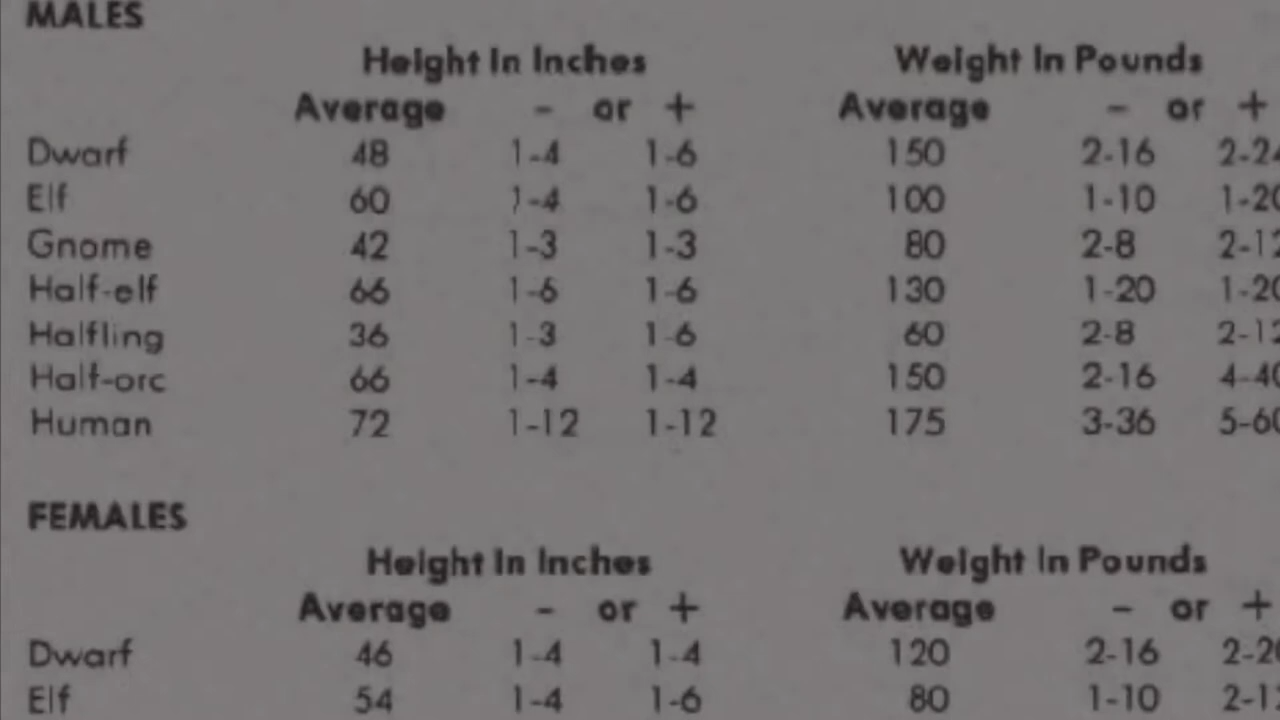 MALES
Height In Inches Weight In Pounds
Average - or + Average - or +
Dwarf 48 1-4 1-6 150 2-16
Elf 60 1-4 1-6 100 1-10
Gnome 42 1-3 1-3 80 2-8
Half-elf 66 1-6 1-6 130 1-20
Halfling 36 1-3 1-6 60 2-8
Half-orc 66 1-4 1-4 150 2-16
Human 72 1-12 1-12 175 3-36
FEMALES
Height In Inches Weight In Pounds
Average - or + Average - or +
Dwarf 46 1-4 1-4 120 2-16
Elf 54 1-4 1-6 80 1-10